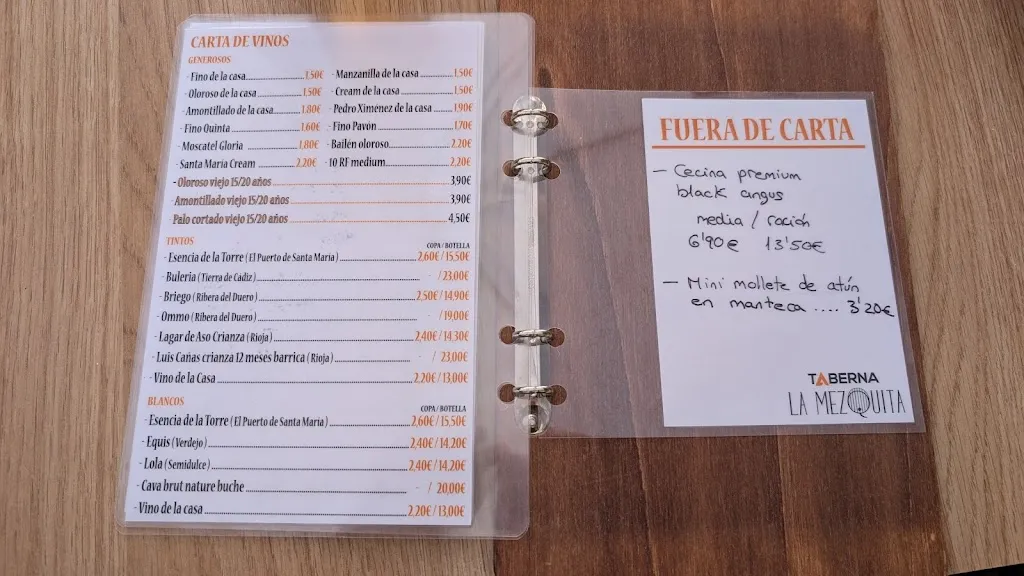 CARTA DE VINOS
GENEROSOS
- Fino de la casa 1,50€
- Oloroso de la casa 1,50€
- Amontillado de la casa 1,80€
- Fino Quinta 1,60€
- Moscatel Gloria 1,80€
- Santa María Cream 2,20€
- Manzanilla de la casa 1,50€
- Cream de la casa 1,50€
- Pedro Ximénez de la casa 1,90€
- Fino Pavón 1,70€
- Bailén oloroso 2,20€
- 10 RF medium 2,20€
- Oloroso viejo 15/20 años 3,90€
- Amontillado viejo 15/20 años 3,90€
Palo cortado viejo 15/20 años 4,50€
TINTOS
COPA / BOTELLA
- Esencia de la Torre (El Puerto de Santa María) 2,60€ / 15,50€
- Buleria (Tierra de Cádiz) - / 23,00€
- Briego (Ribera del Duero) 2,50€ / 14,90€
- Ommo (Ribera del Duero) - / 19,00€
- Lagar de Aso Crianza (Rioja) 2,40€ / 14,30€
- Luis Cañas crianza 12 meses barrica (Rioja) - / 23,00€
- Vino de la Casa 2,20€ / 13,00€
BLANCOS
COPA / BOTELLA
- Esencia de la Torre (El Puerto de Santa María) 2,60€ / 15,50€
- Equis (Verdejo) 2,40€ / 14,20€
- Lola (Semidulce) 2,40€ / 14,20€
- Cava brut nature buche - / 20,00€
- Vino de la casa 2,20€ / 13,00€
FUERA DE CARTA
- Cecina premium
black angus
media / ración
6'90€ 13'50€
- Mini mollete de atún
en manteca .... 3'20€
TABERNA
LA MEZQUITA